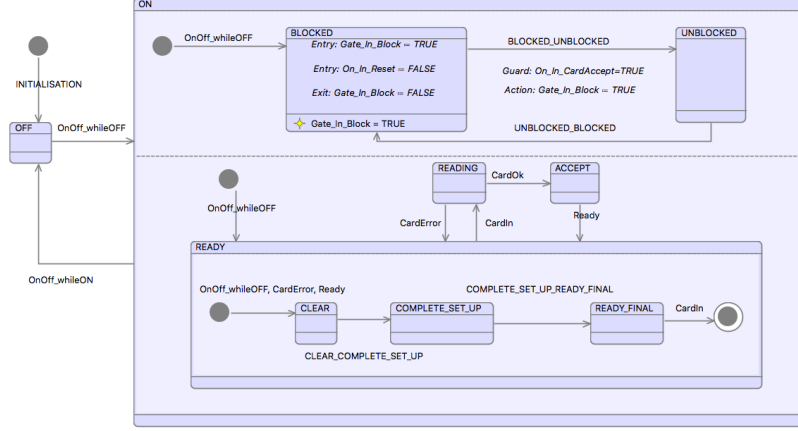 ON
OnOff_whileOFF
BLOCKED
Entry: Gate_In_Block ≔ TRUE
Entry: On_In_Reset ≔ FALSE
Exit: Gate_In_Block ≔ FALSE
Gate_In_Block = TRUE
BLOCKED_UNBLOCKED
Guard: On_In_CardAccept=TRUE
Action: Gate_In_Block ≔ TRUE
UNBLOCKED_BLOCKED
UNBLOCKED
INITIALISATION
OFF
OnOff_whileOFF
OnOff_whileON
OnOff_whileOFF
READING
CardOk
ACCEPT
CardError
CardIn
Ready
READY
OnOff_whileOFF, CardError, Ready
CLEAR
CLEAR_COMPLETE_SET_UP
COMPLETE_SET_UP
COMPLETE_SET_UP_READY_FINAL
READY_FINAL
CardIn